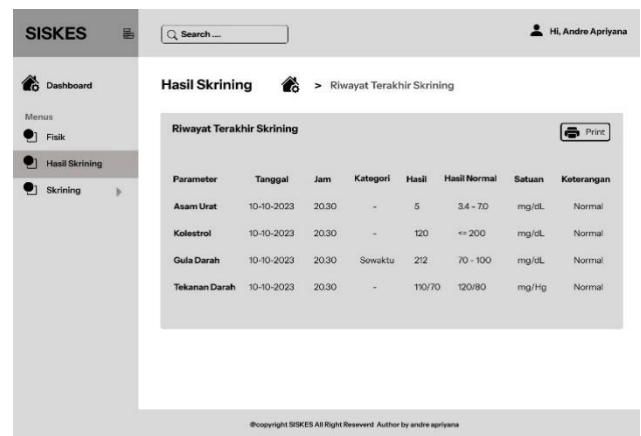 SISKES
Search ....
Hi, Andre Apriyana
Dashboard
Menus
Fisik
Hasil Skrining
Skrining
Hasil Skrining > Riwayat Terakhir Skrining
Riwayat Terakhir Skrining
Print
Parameter Tanggal Jam Kategori Hasil Hasil Normal Satuan Keterangan
Asam Urat 10-10-2023 20.30 - 5 3.4 - 7.0 mg/dL Normal
Kolestrol 10-10-2023 20.30 - 120 <= 200 mg/dL Normal
Gula Darah 10-10-2023 20.30 Sewaktu 212 70 - 100 mg/dL Normal
Tekanan Darah 10-10-2023 20.30 - 110/70 120/80 mg/Hg Normal
©copyright SISKES All Right Reseverd Author by andre apriyana